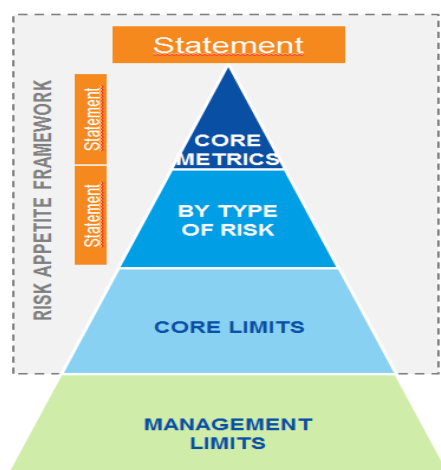 Statement
RISK APPETITE FRAMEWORK
Statement
Statement
CORE
METRICS
BY TYPE
OF RISK
CORE LIMITS
MANAGEMENT
LIMITS